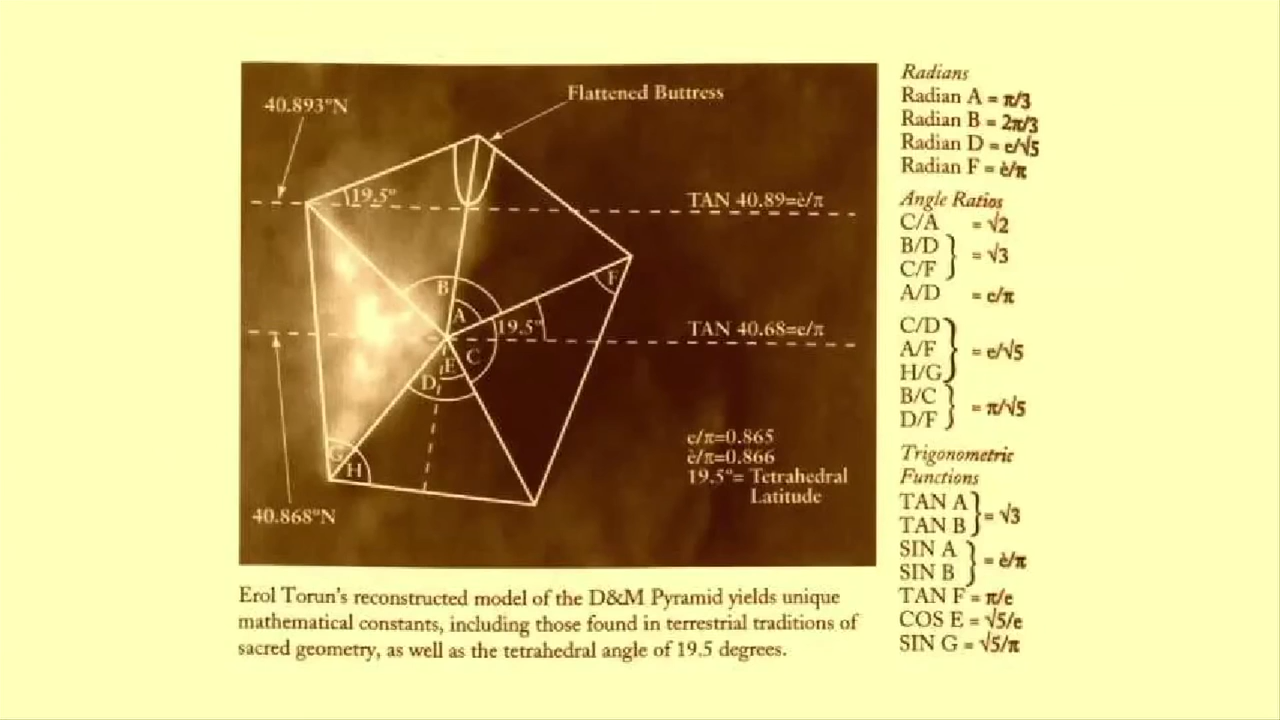 40.893°N
Flattened Buttress
19.5°
TAN 40.89=è/π
B
A
F
19.5°
TAN 40.68=e/π
C
E
D
G
H
40.868°N
e/π=0.865
è/π=0.866
19.5°= Tetrahedral
Latitude
Erol Torun's reconstructed model of the D&M Pyramid yields unique
mathematical constants, including those found in terrestrial traditions of
sacred geometry, as well as the tetrahedral angle of 19.5 degrees.
Radians
Radian A = π/3
Radian B = 2π/3
Radian D = e/√5
Radian F = è/π
Angle Ratios
C/A = √2
B/D
C/F } = √3
A/D = e/π
C/D
A/F } = e/√5
H/G
B/C
D/F } = π/√5
Trigonometric
Functions
TAN A
TAN B } = √3
SIN A
SIN B } = è/π
TAN F = π/e
COS E = √5/e
SIN G = √5/π